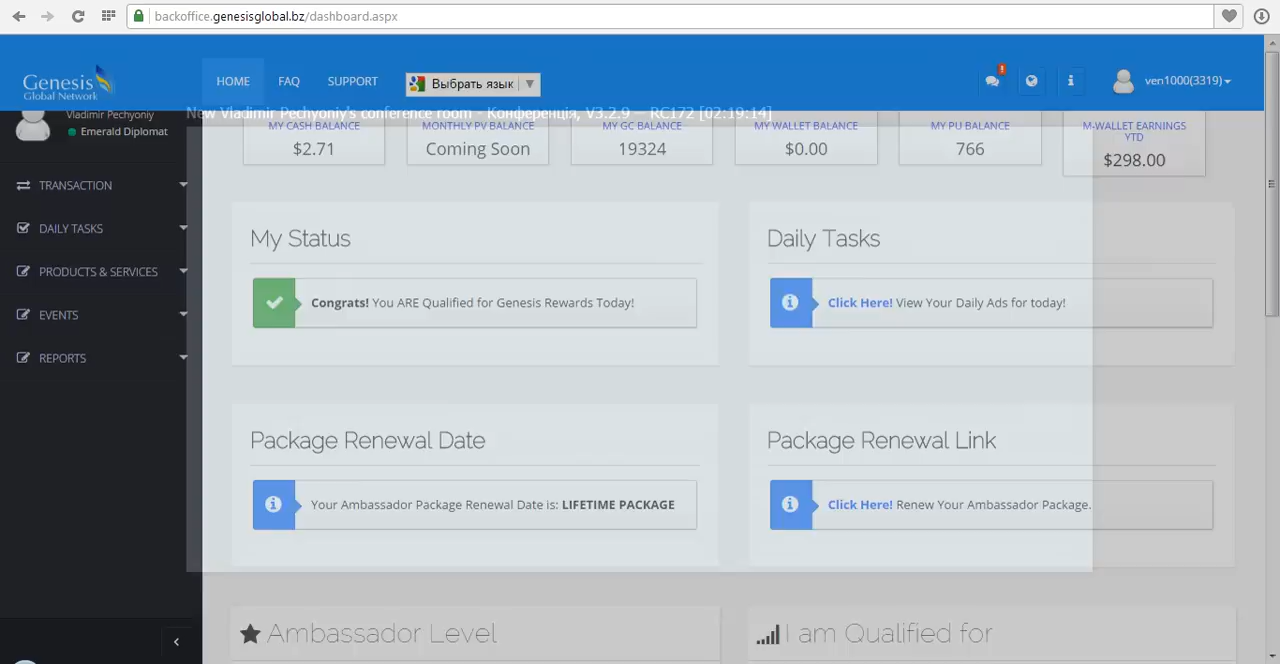 backoffice.genesisglobal.bz/dashboard.aspx
Genesis
Global Network
HOME FAQ SUPPORT Выбрать язык ven1000(3319)
New Vladimir Pechyoniy's conference room - Конференція, V3.2.9 — RC172 [02:19:14]
Vladimir Pechyoniy
Emerald Diplomat
TRANSACTION
DAILY TASKS
PRODUCTS & SERVICES
EVENTS
REPORTS
MY CASH BALANCE
$2.71
MONTHLY PV BALANCE
Coming Soon
MY GC BALANCE
19324
MY WALLET BALANCE
$0.00
MY PU BALANCE
766
M-WALLET EARNINGS
YTD
$298.00
My Status
Congrats! You ARE Qualified for Genesis Rewards Today!
Daily Tasks
Click Here! View Your Daily Ads for today!
Package Renewal Date
Your Ambassador Package Renewal Date is: LIFETIME PACKAGE
Package Renewal Link
Click Here! Renew Your Ambassador Package.
Ambassador Level
I am Qualified for